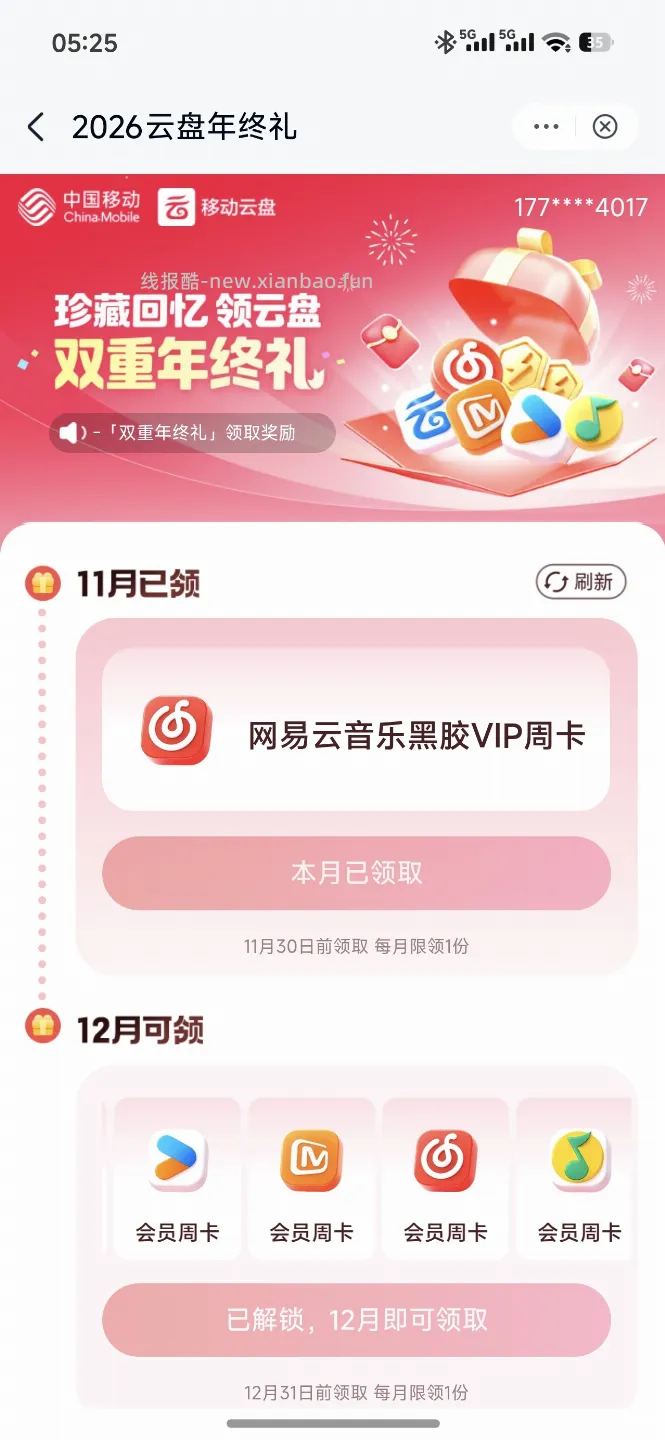 05:25
5G 5G 35
2026云盘年终礼
中国移动
China Mobile
移动云盘
177****4017
线报酷-new.xianbao.fun
珍藏回忆 领云盘
双重年终礼
-「双重年终礼」领取奖励
11月已领
刷新
网易云音乐黑胶VIP周卡
本月已领取
11月30日前领取 每月限领1份
12月可领
会员周卡 会员周卡 会员周卡 会员周卡
已解锁，12月即可领取
12月31日前领取 每月限领1份